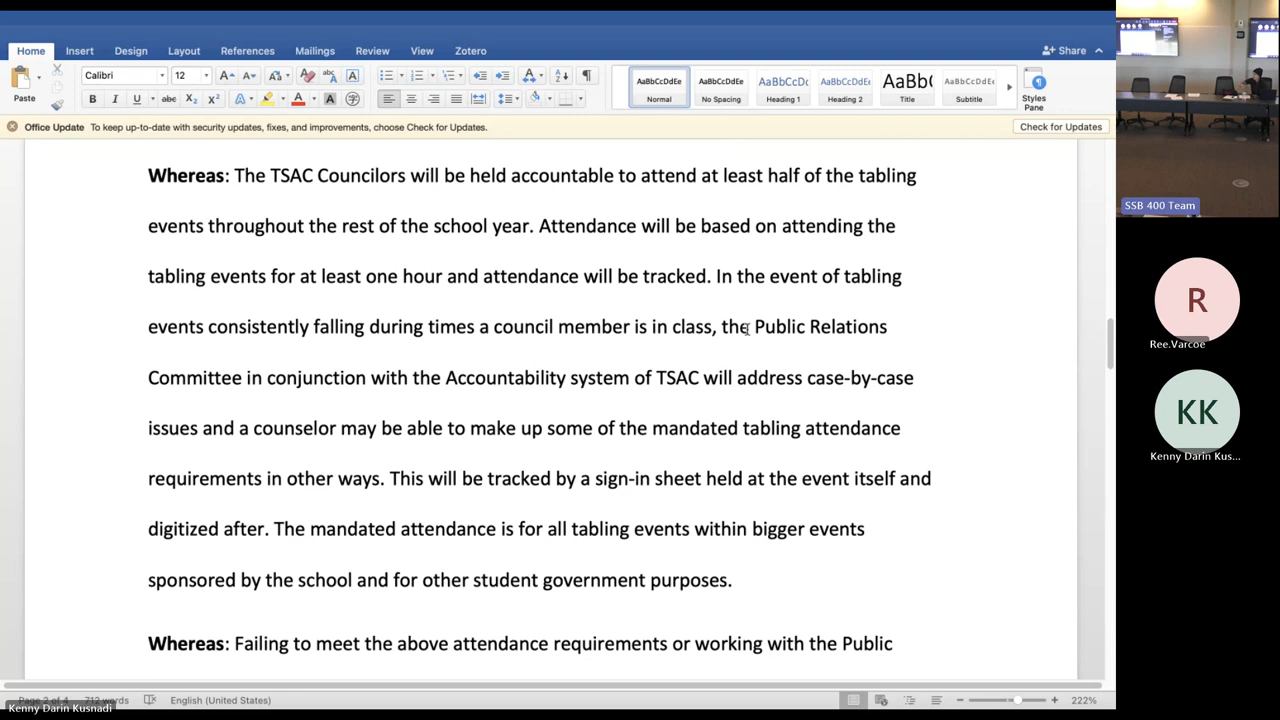 Home Insert Design Layout References Mailings Review View Zotero Share
Paste
Calibri 12
AaBbCcDdEe AaBbCcDdEe AaBbCcDc AaBbCcDdEe AaBb( AaBbCcDdEe
Normal No Spacing Heading 1 Heading 2 Title Subtitle Styles Pane
Office Update To keep up-to-date with security updates, fixes, and improvements, choose Check for Updates. Check for Updates
Whereas: The TSAC Councilors will be held accountable to attend at least half of the tabling
events throughout the rest of the school year. Attendance will be based on attending the
tabling events for at least one hour and attendance will be tracked. In the event of tabling
events consistently falling during times a council member is in class, the Public Relations
Committee in conjunction with the Accountability system of TSAC will address case-by-case
issues and a counselor may be able to make up some of the mandated tabling attendance
requirements in other ways. This will be tracked by a sign-in sheet held at the event itself and
digitized after. The mandated attendance is for all tabling events within bigger events
sponsored by the school and for other student government purposes.
Whereas: Failing to meet the above attendance requirements or working with the Public
Page 2 of 4 712 words English (United States) 222%
Kenny Darin Kusnadi
SSB 400 Team
R
Ree.Varcoe
KK
Kenny Darin Kus...